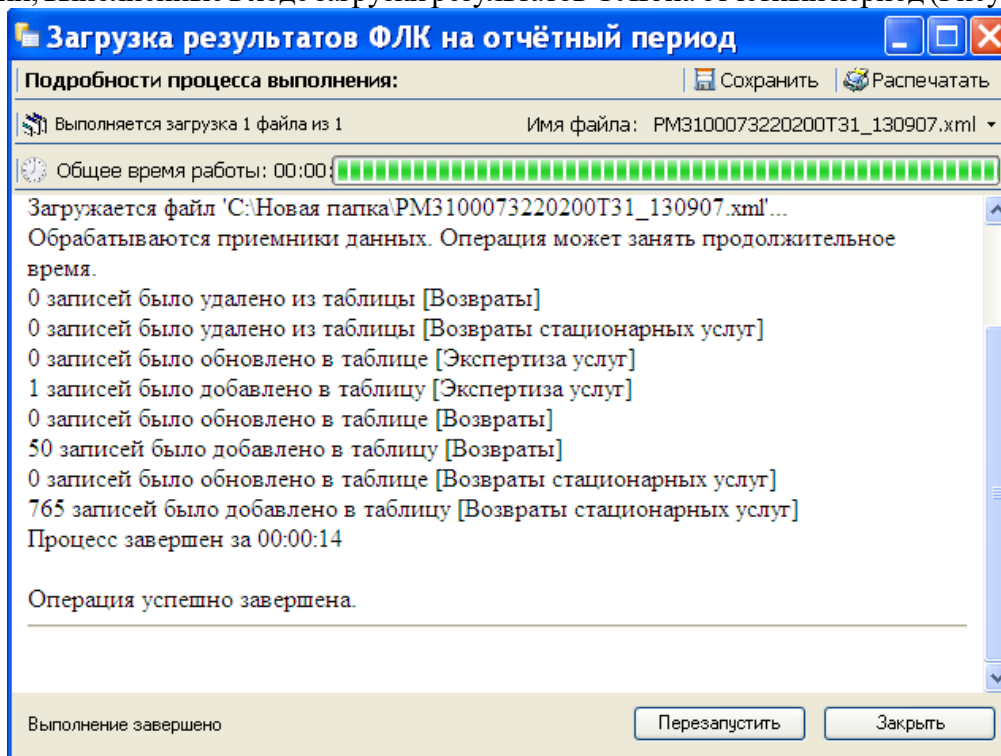 Загрузка результатов ФЛК на отчётный период
Подробности процесса выполнения: Сохранить Распечатать
Выполняется загрузка 1 файла из 1 Имя файла: PM3100073220200T31_130907.xml
Общее время работы: 00:00:
Загружается файл 'C:\Новая папка\PM3100073220200T31_130907.xml'...
Обрабатываются приемники данных. Операция может занять продолжительное
время.
0 записей было удалено из таблицы [Возвраты]
0 записей было удалено из таблицы [Возвраты стационарных услуг]
0 записей было обновлено в таблице [Экспертиза услуг]
1 записей было добавлено в таблицу [Экспертиза услуг]
0 записей было обновлено в таблице [Возвраты]
50 записей было добавлено в таблицу [Возвраты]
0 записей было обновлено в таблице [Возвраты стационарных услуг]
765 записей было добавлено в таблицу [Возвраты стационарных услуг]
Процесс завершен за 00:00:14
Операция успешно завершена.
Выполнение завершено Перезапустить Закрыть